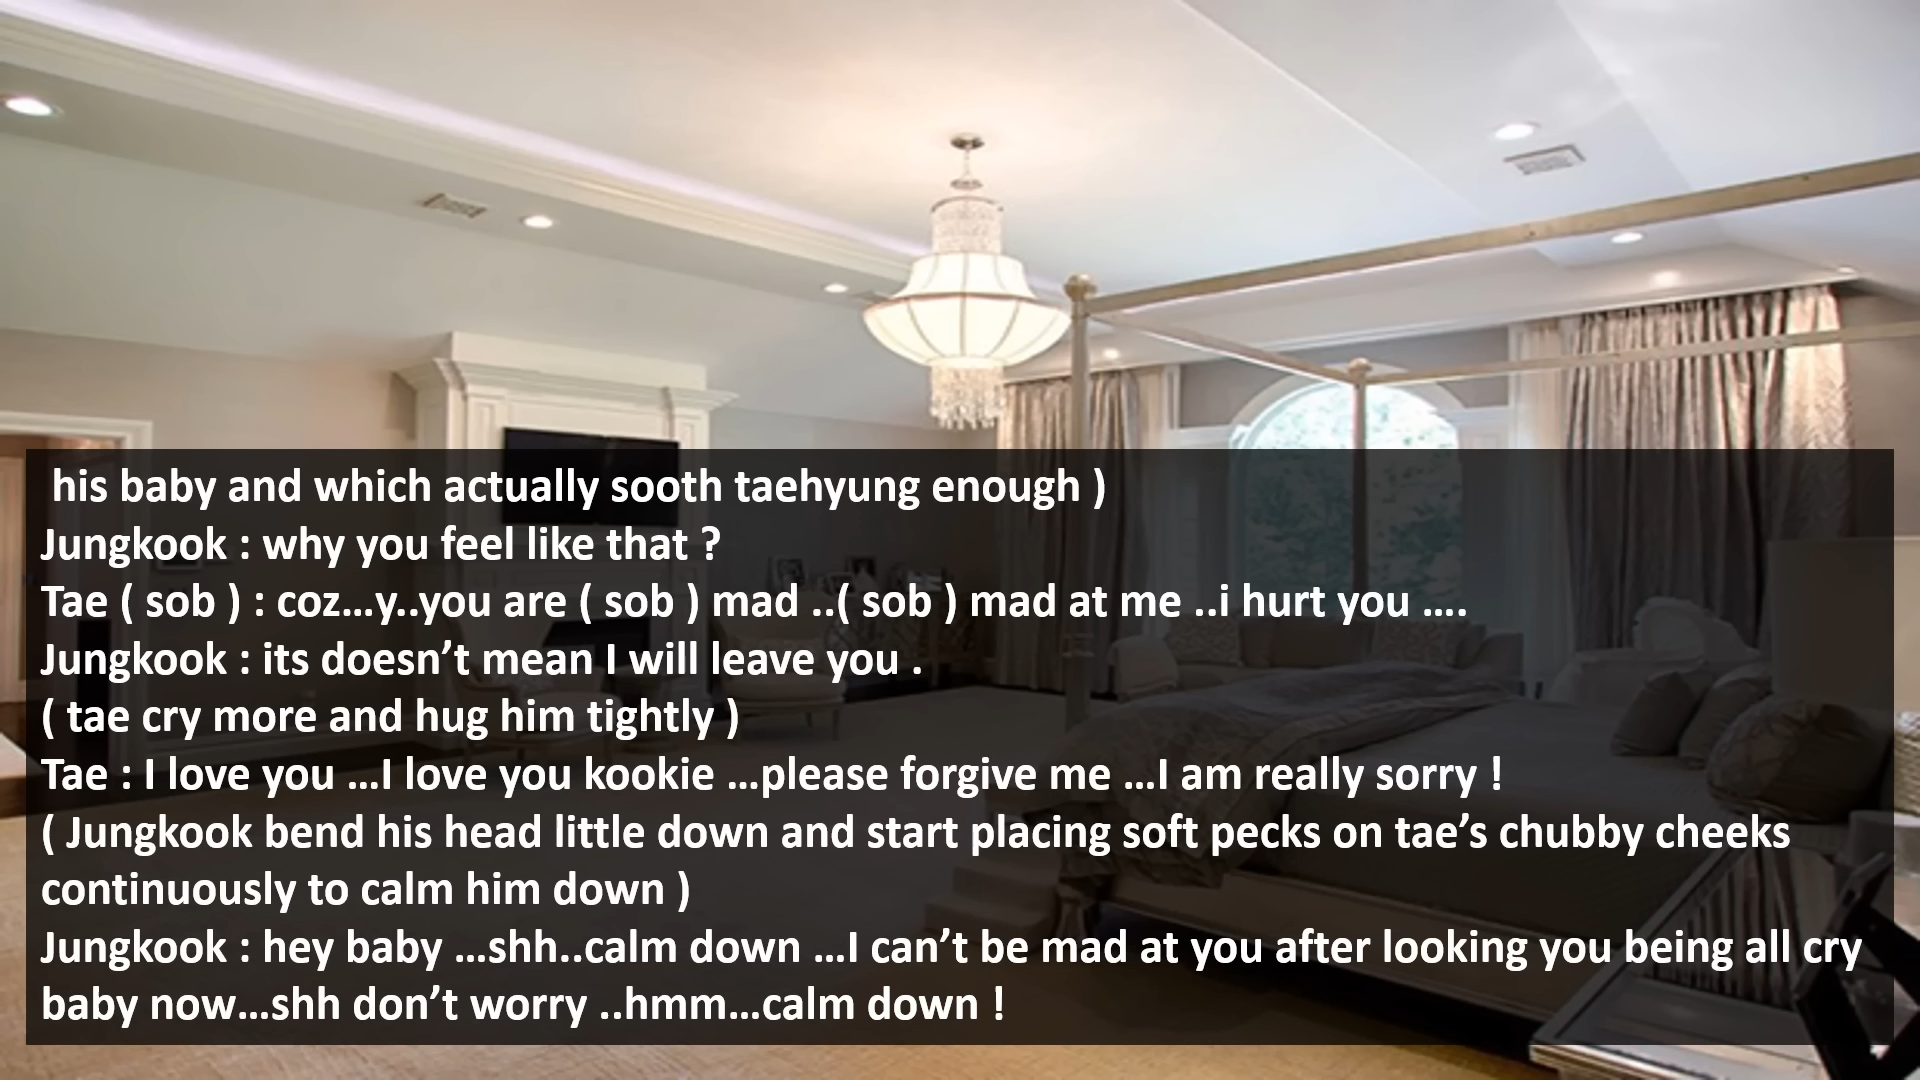 his baby and which actually sooth taehyung enough )
Jungkook : why you feel like that ?
Tae ( sob ) : coz…y..you are ( sob ) mad ..( sob ) mad at me ..i hurt you ….
Jungkook : its doesn’t mean I will leave you .
( tae cry more and hug him tightly )
Tae : I love you …I love you kookie …please forgive me …I am really sorry !
( Jungkook bend his head little down and start placing soft pecks on tae’s chubby cheeks
continuously to calm him down )
Jungkook : hey baby …shh..calm down …I can’t be mad at you after looking you being all cry
baby now…shh don’t worry ..hmm…calm down !